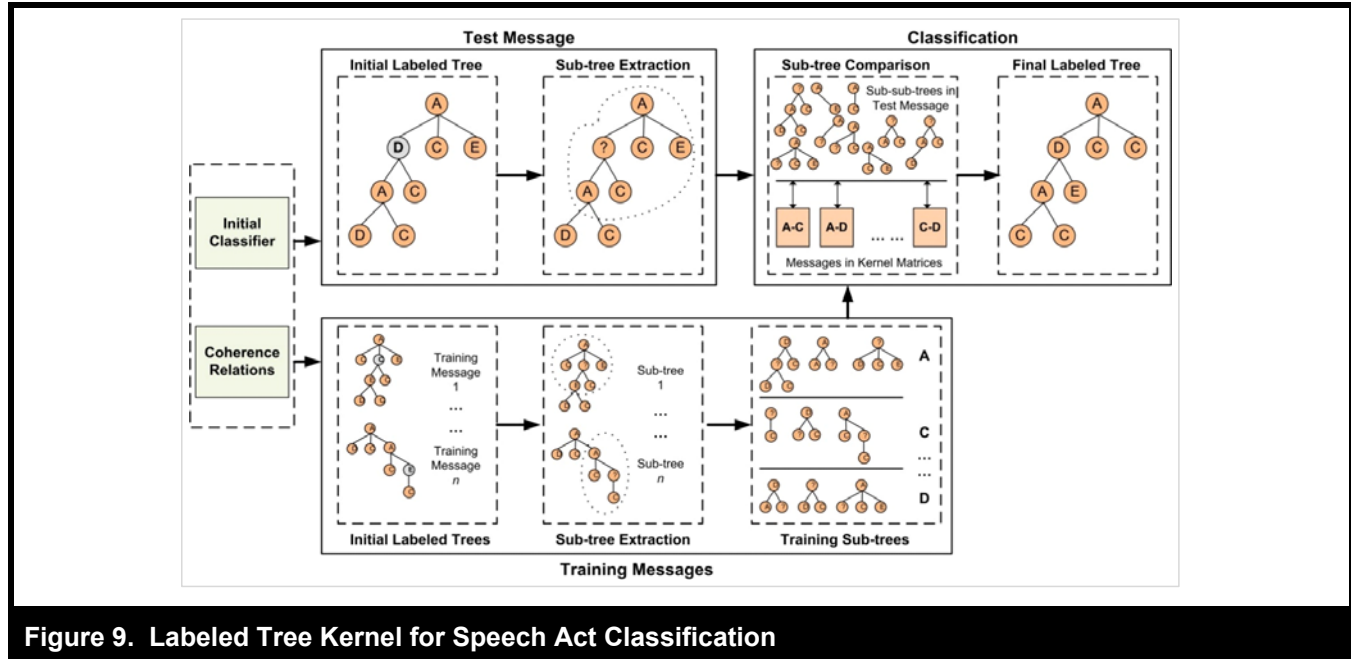 Test Message
Classification
Initial Labeled Tree
Sub-tree Extraction
Sub-tree Comparison
Final Labeled Tree
A
D C E
A C
D C
A
? C E
A C
D C
Sub-sub-trees in
Test Message
A-C A-D ... ... C-D
Messages in Kernel Matrices
A
D C C
A E
C C
Initial
Classifier
Coherence
Relations
Training
Message
1
...
...
Training
Message
n
Sub-tree
1
...
...
Sub-tree
n
A
C
...
...
D
Initial Labeled Trees
Sub-tree Extraction
Training Sub-trees
Training Messages
Figure 9. Labeled Tree Kernel for Speech Act Classification